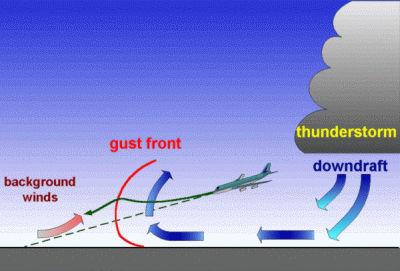 thunderstorm
gust front
downdraft
background
winds